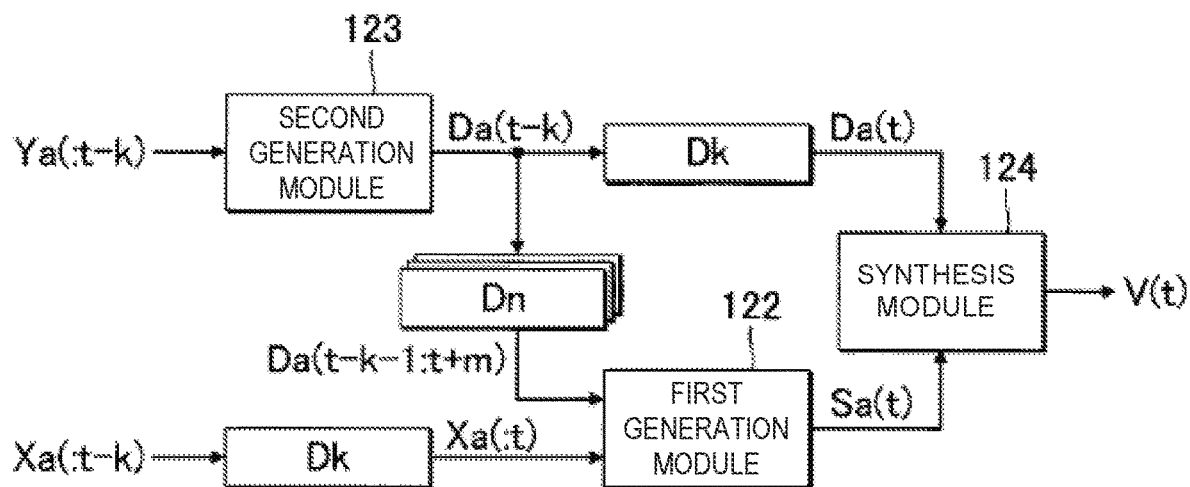 123
SECOND
GENERATION
MODULE
Ya(:t-k)
Da(t-k)
Dk
Da(t)
124
SYNTHESIS
MODULE
V(t)
Dn
122
Da(t-k-1:t+m)
FIRST
GENERATION
MODULE
Sa(t)
Xa(:t-k)
Dk
Xa(:t)